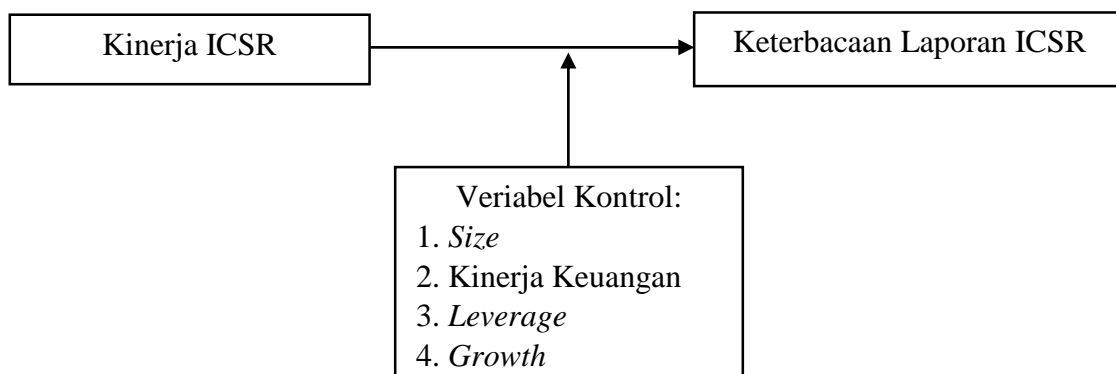 Kinerja ICSR
Keterbacaan Laporan ICSR
Veriabel Kontrol:
1. Size
2. Kinerja Keuangan
3. Leverage
4. Growth